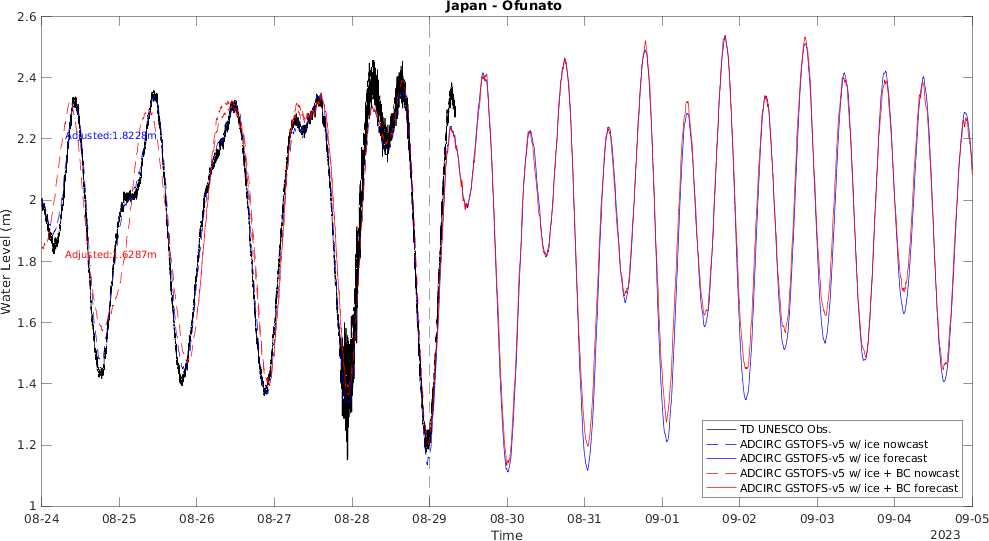 Japan - Ofunato
2.6
2.4
2.2
2
1.8
1.6
1.4
1.2
1
Water Level (m)
Adjusted:1.8228m
Adjusted:1.6287m
TD UNESCO Obs.
ADCIRC GSTOFS-v5 w/ ice nowcast
ADCIRC GSTOFS-v5 w/ ice forecast
ADCIRC GSTOFS-v5 w/ ice + BC nowcast
ADCIRC GSTOFS-v5 w/ ice + BC forecast
08-24 08-25 08-26 08-27 08-28 08-29 08-30 08-31 09-01 09-02 09-03 09-04 09-05
Time
2023